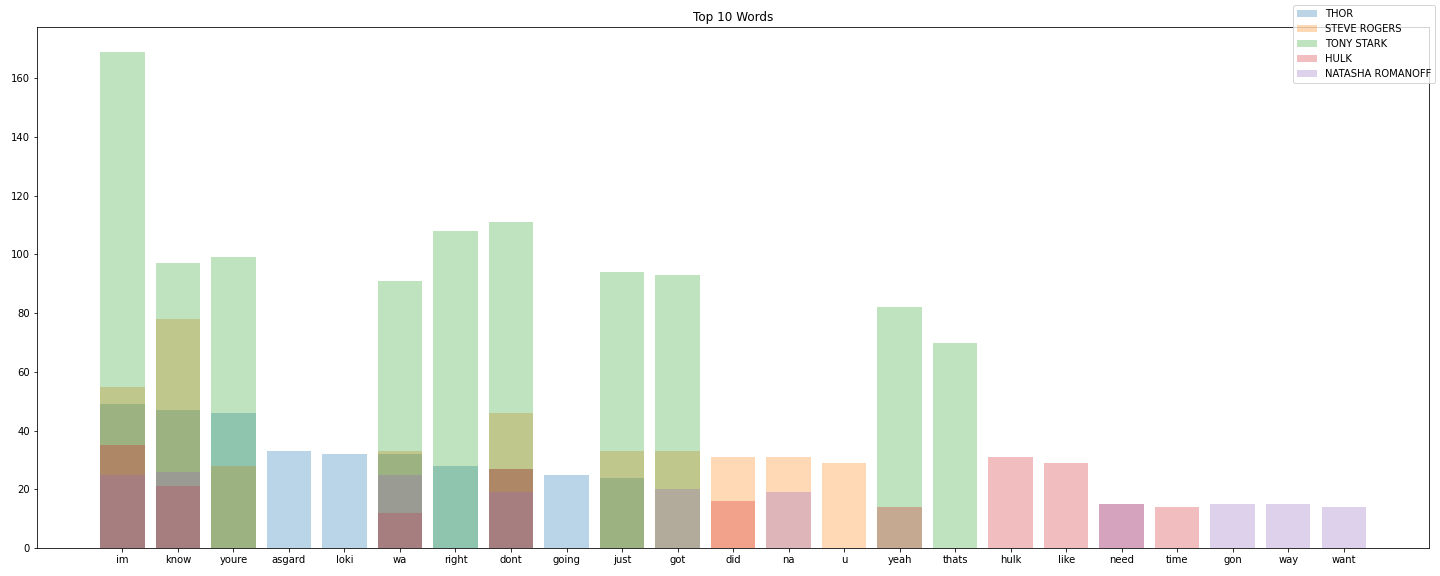 Top 10 Words
THOR
STEVE ROGERS
TONY STARK
HULK
NATASHA ROMANOFF
160
140
120
100
80
60
40
20
0
im know youre asgard loki wa right dont going just got did na u yeah thats hulk like need time gon way want